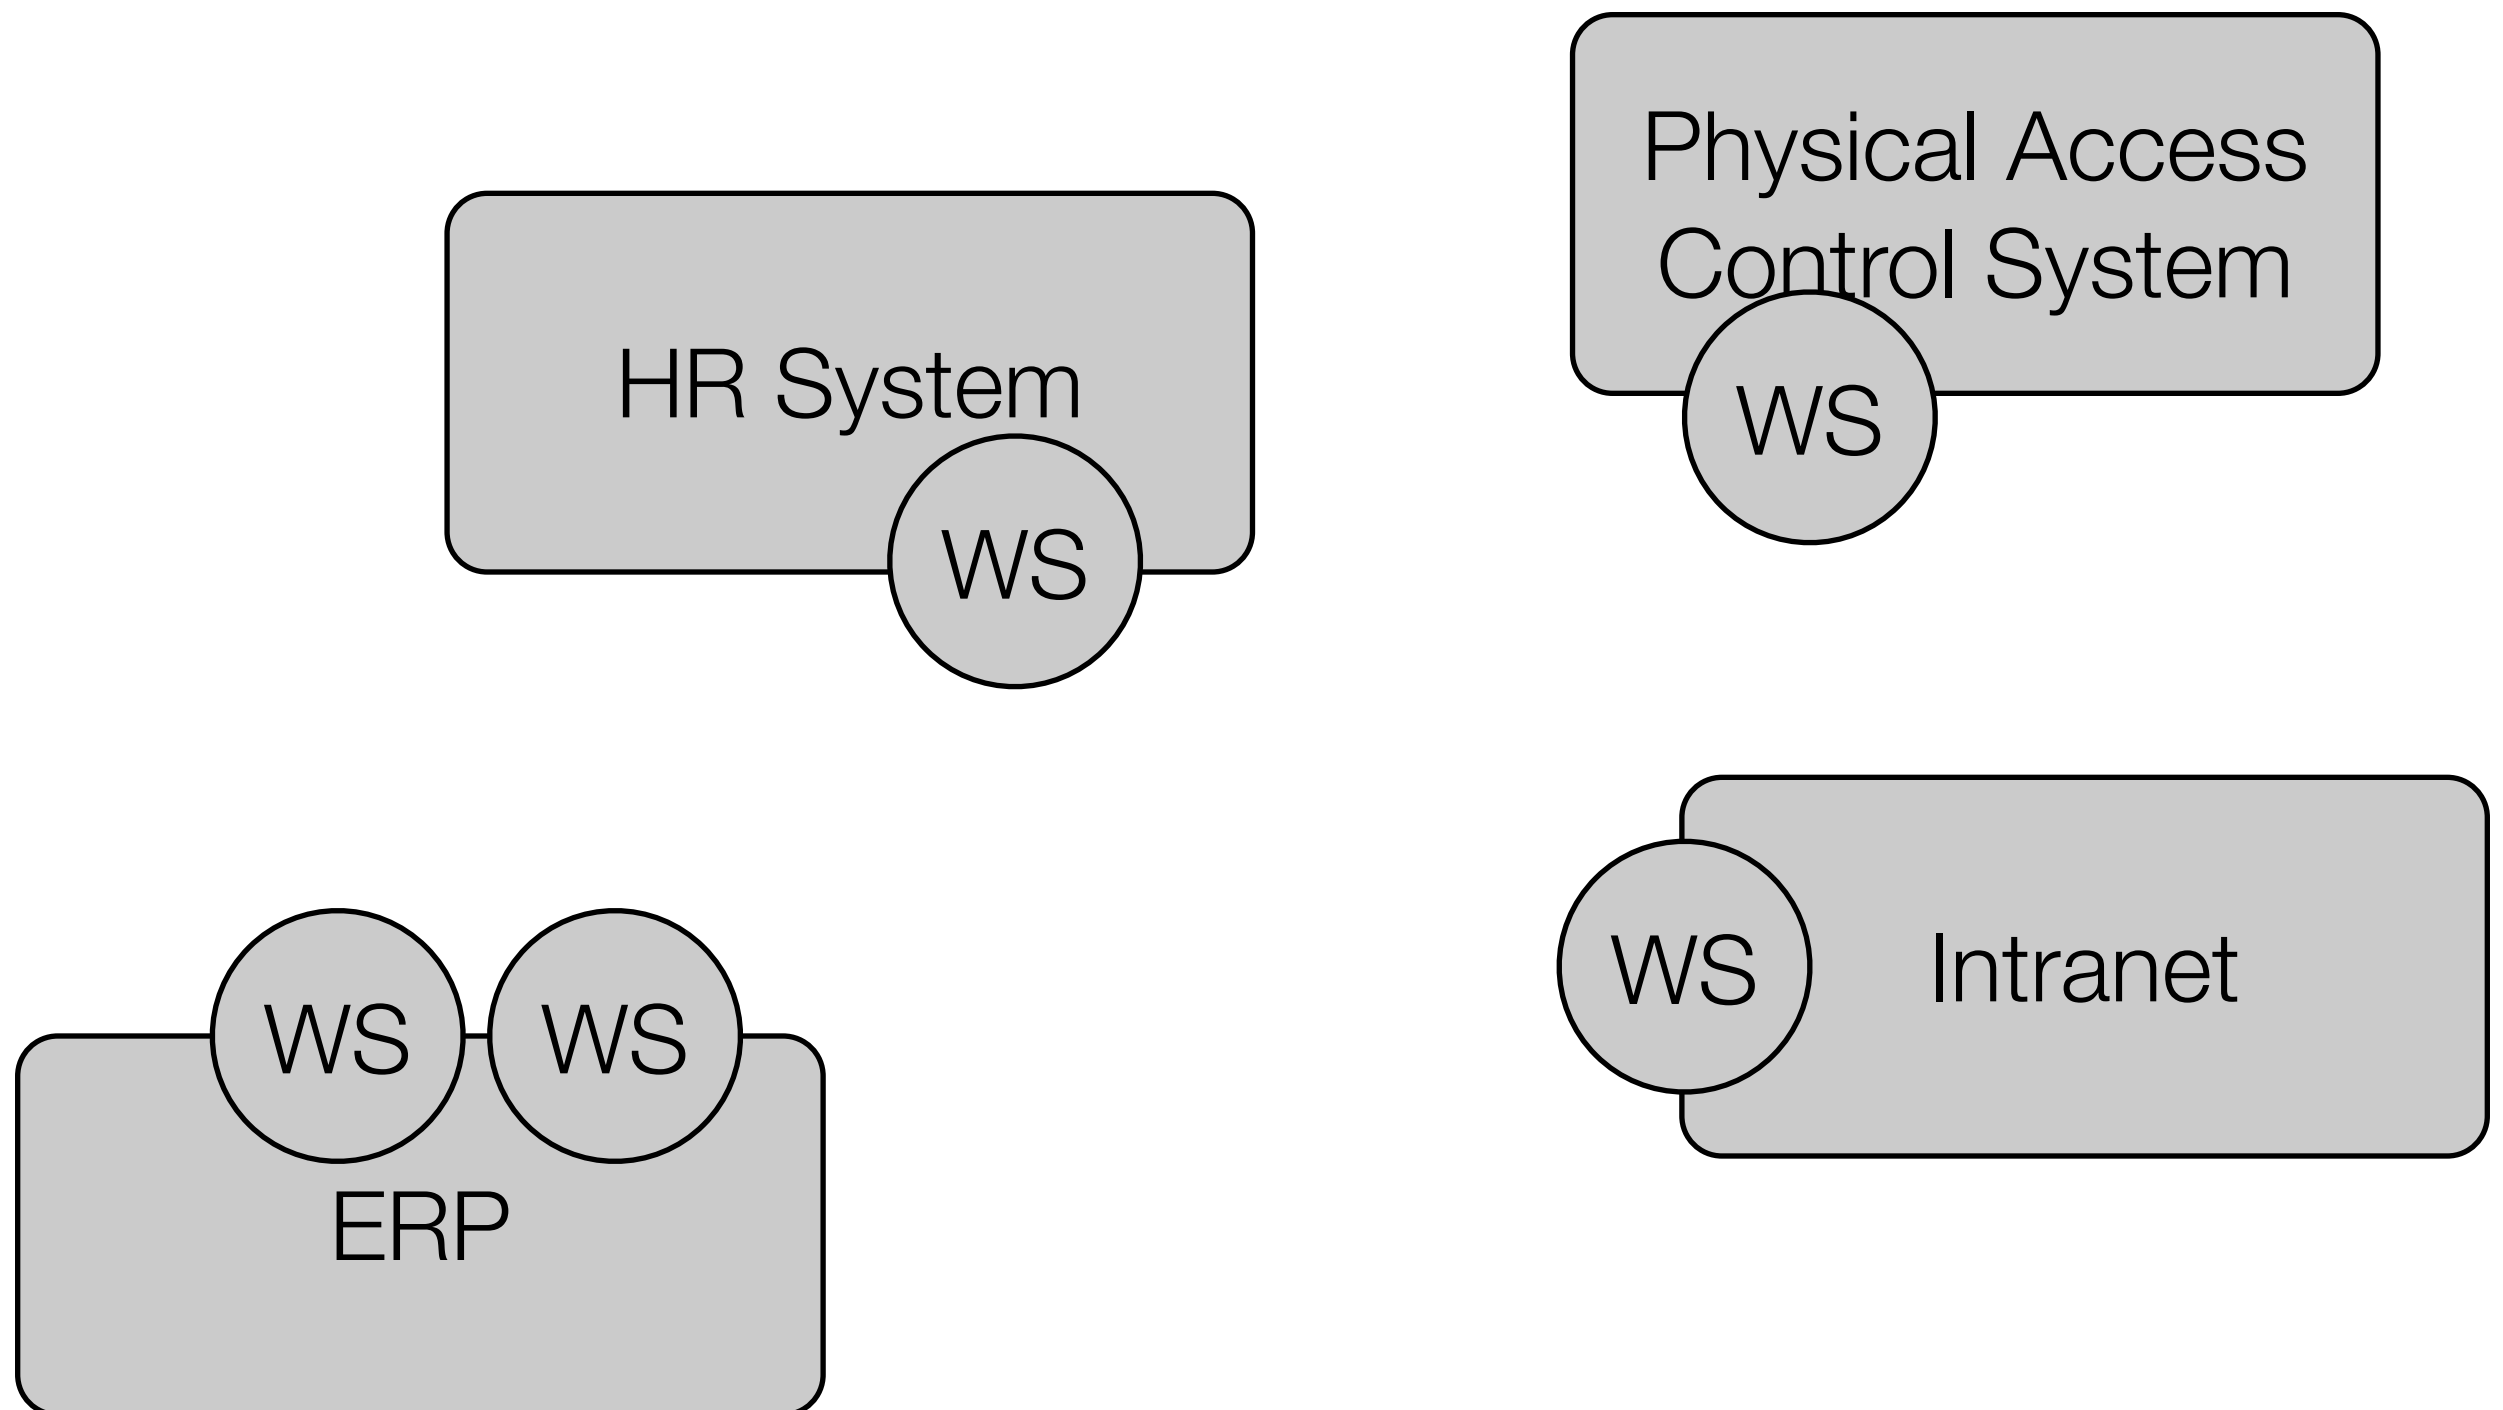 Physical Access
Control System
WS
HR System
WS
WS
Intranet
WS
WS
ERP